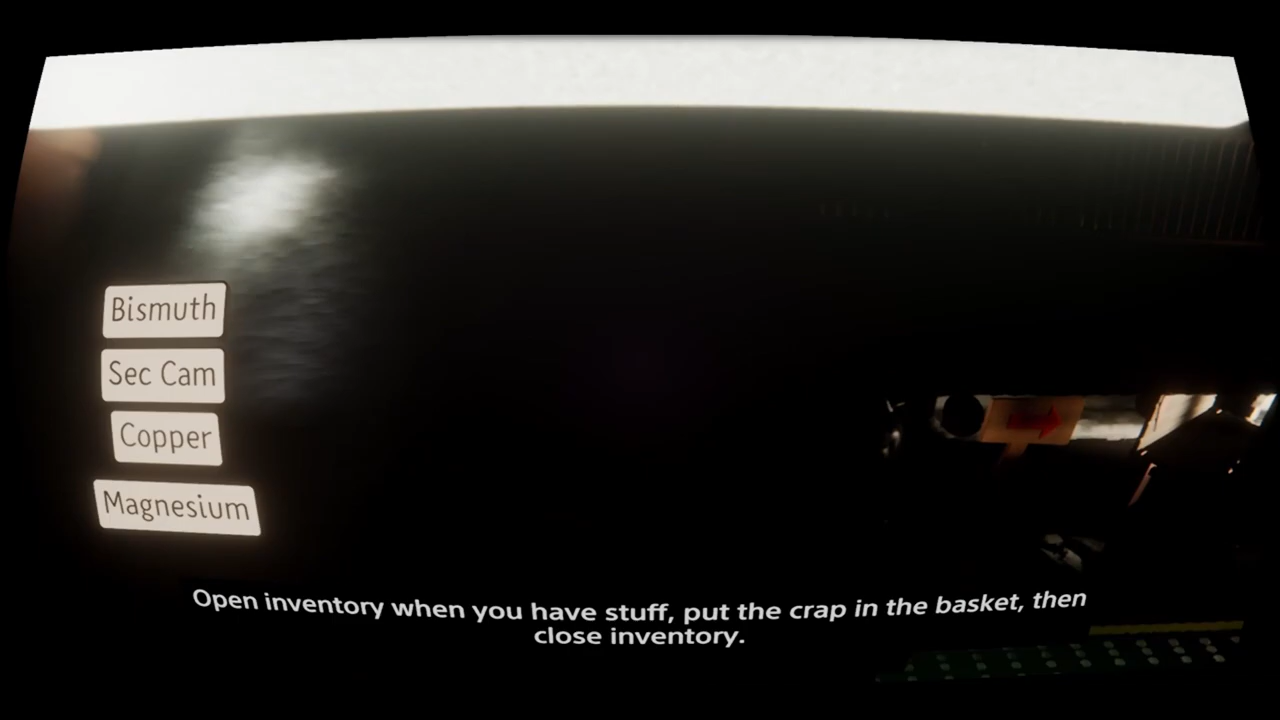 Bismuth
Sec Cam
Copper
Magnesium
Open inventory when you have stuff, put the crap in the basket, then
close inventory.